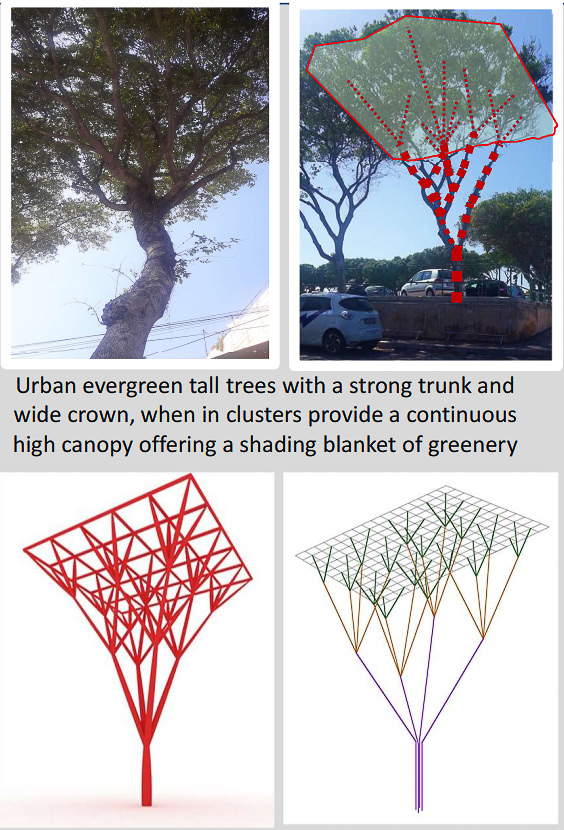 Urban evergreen tall trees with a strong trunk and
wide crown, when in clusters provide a continuous
high canopy offering a shading blanket of greenery